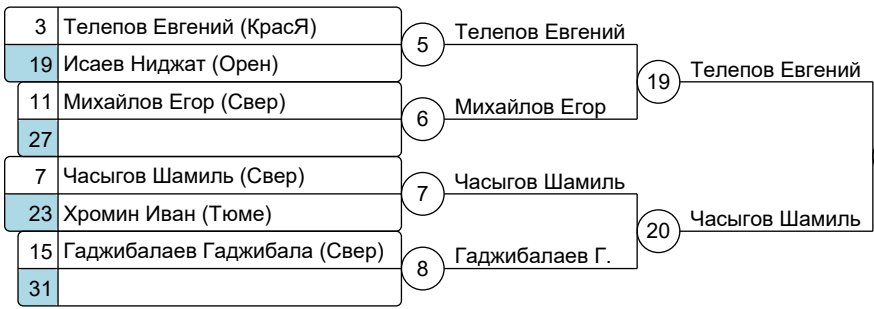 3 Телепов Евгений (КрасЯ)
19 Исаев Ниджат (Орен)
11 Михайлов Егор (Свер)
27
7 Часыгов Шамиль (Свер)
23 Хромин Иван (Тюме)
15 Гаджибалаев Гаджибала (Свер)
31
5 Телепов Евгений
6 Михайлов Егор
7 Часыгов Шамиль
8 Гаджибалаев Г.
19 Телепов Евгений
20 Часыгов Шамиль